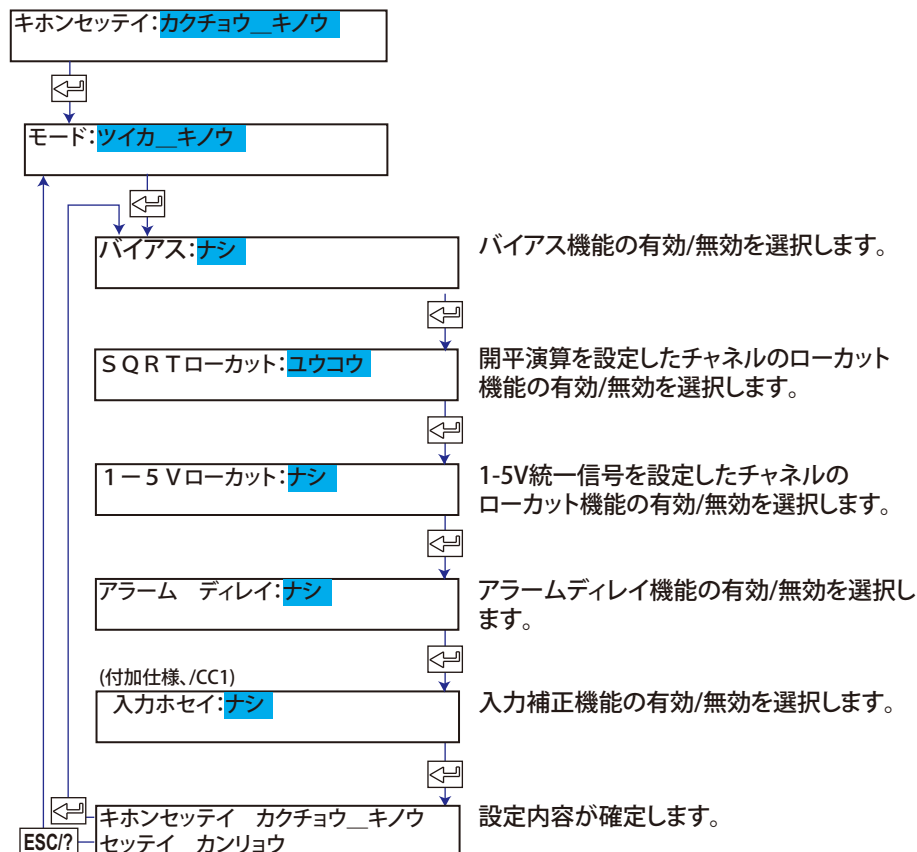 キホンセッテイ：カクチョウ＿キノウ
モード：ツイカ＿キノウ
バイアス：ナシ
バイアス機能の有効/無効を選択します。
ＳＱＲＴローカット：ユウコウ
開平演算を設定したチャネルのローカット
機能の有効/無効を選択します。
１－５Ｖローカット：ナシ
1-5V統一信号を設定したチャネルの
ローカット機能の有効/無効を選択します。
アラーム　ディレイ：ナシ
アラームディレイ機能の有効/無効を選択し
ます。
(付加仕様、/CC1)
入力ホセイ：ナシ
入力補正機能の有効/無効を選択します。
キホンセッテイ　カクチョウ＿キノウ
セッテイ　カンリョウ
設定内容が確定します。
ESC/?